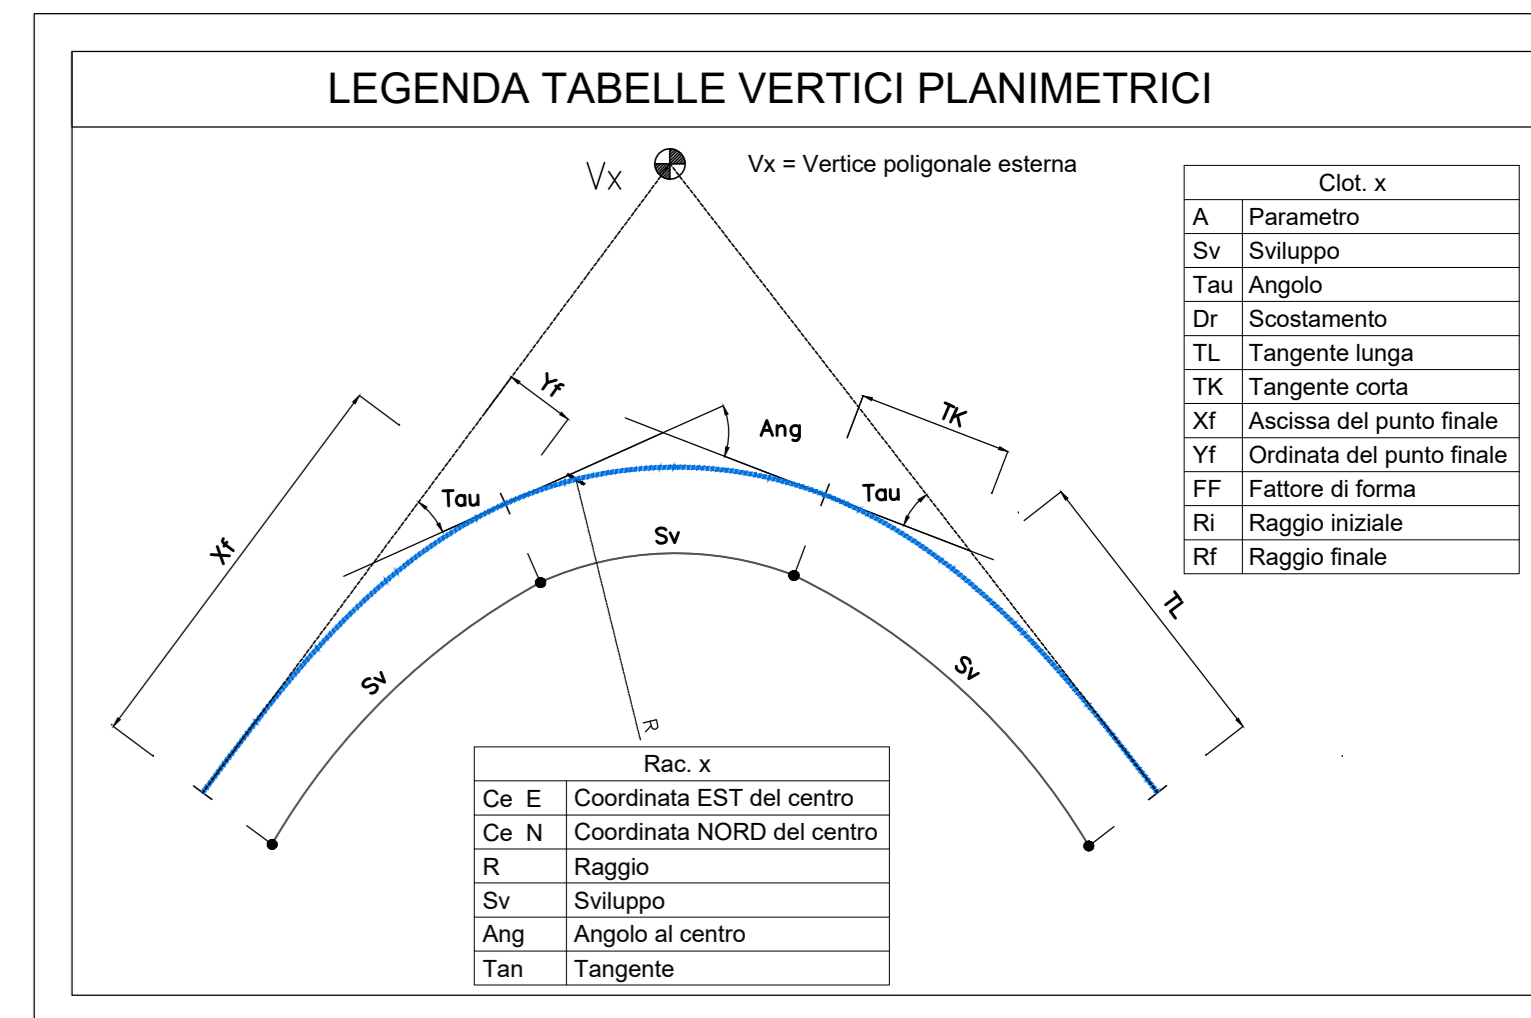 LEGENDA TABELLE VERTICI PLANIMETRICI
Vx
Vx = Vertice poligonale esterna
Clot. x
A Parametro
Sv Sviluppo
Tau Angolo
Dr Scostamento
TL Tangente lunga
TK Tangente corta
Xf Ascissa del punto finale
Yf Ordinata del punto finale
FF Fattore di forma
Ri Raggio iniziale
Rf Raggio finale
Yf
TK
Ang
Tau
Tau
Xf
Sv
TL
Sv
Sv
R
Rac. x
Ce E Coordinata EST del centro
Ce N Coordinata NORD del centro
R Raggio
Sv Sviluppo
Ang Angolo al centro
Tan Tangente